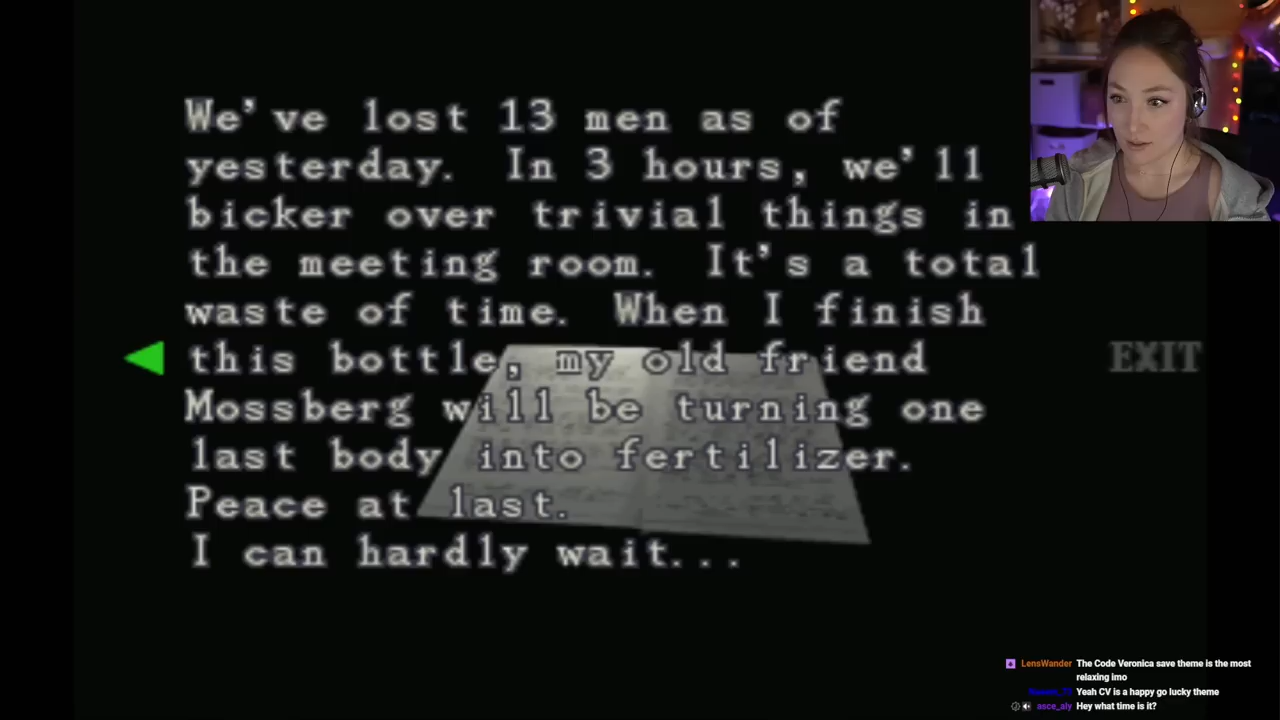 We've lost 13 men as of
yesterday. In 3 hours, we'll
bicker over trivial things in
the meeting room. It's a total
waste of time. When I finish
this bottle, my old friend
Mossberg will be turning one
last body into fertilizer.
Peace at last.
I can hardly wait...
EXIT
LensWander The Code Veronica save theme is the most
relaxing imo
Yeah CV is a happy go lucky theme
asce_aly Hey what time is it?